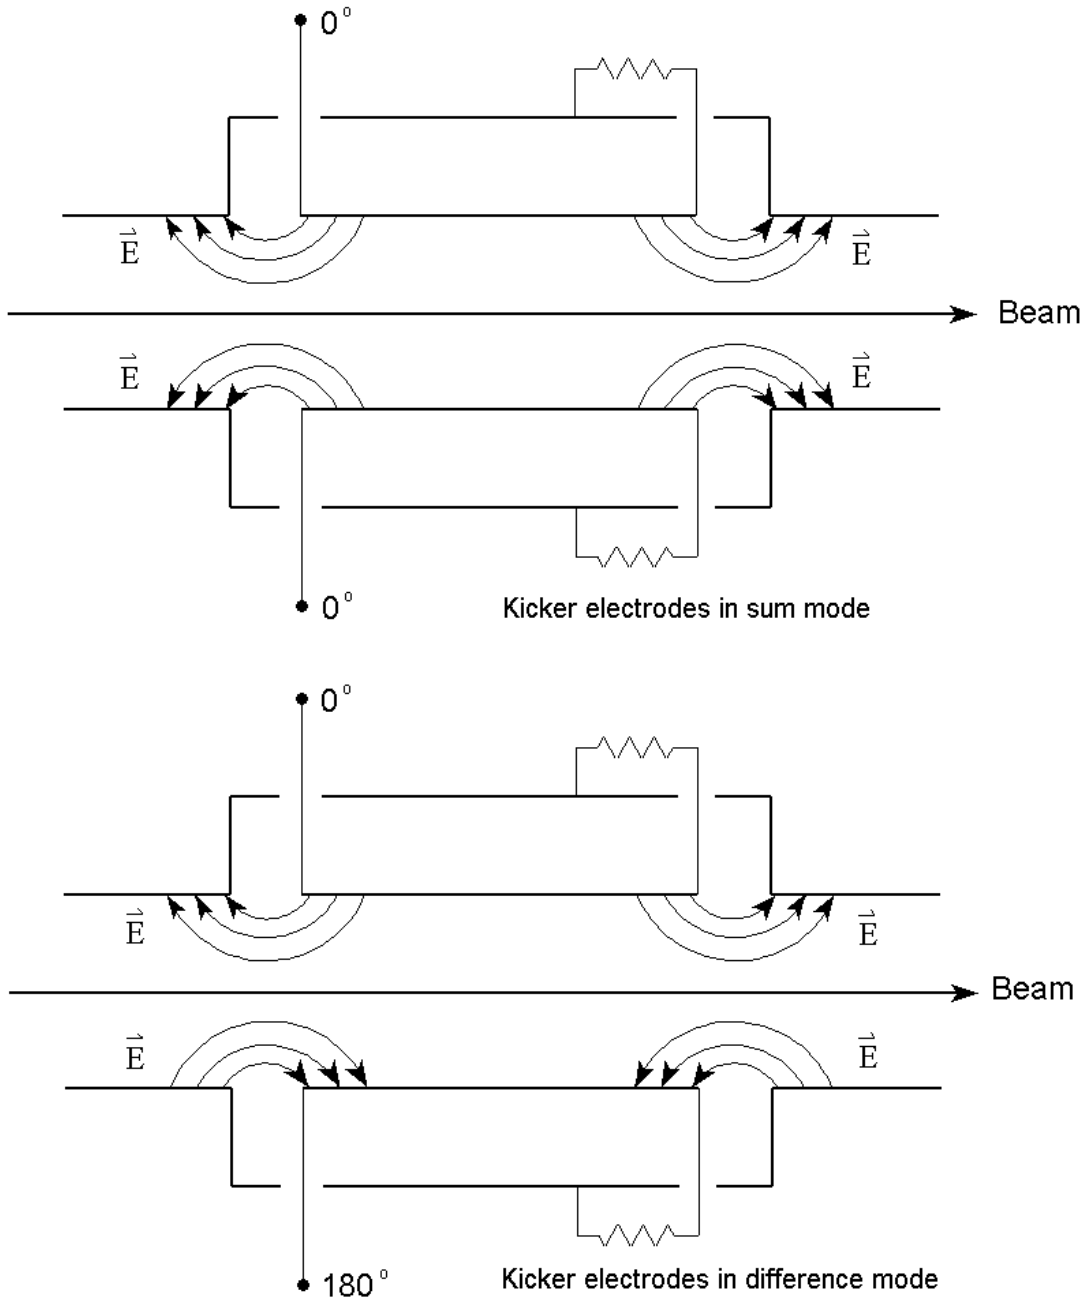 0°
E⃗ E⃗
Beam
E⃗ E⃗
0°
Kicker electrodes in sum mode
0°
E⃗ E⃗
Beam
E⃗ E⃗
180°
Kicker electrodes in difference mode